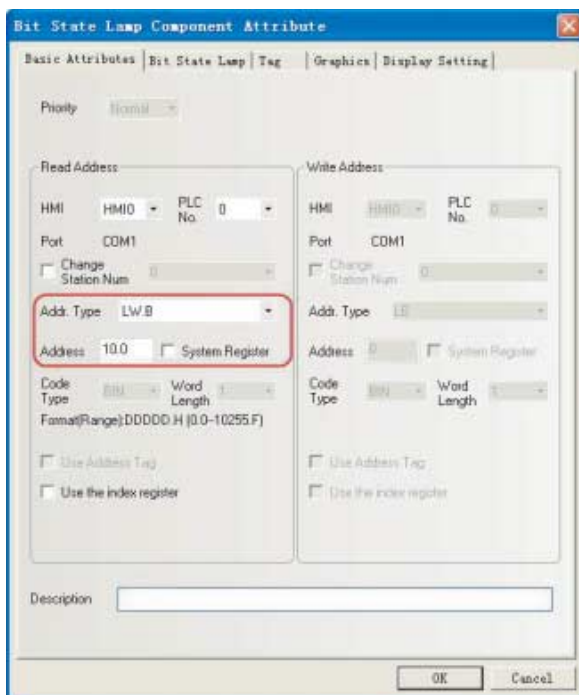 Bit State Lamp Component Attribute
Basic Attributes Bit State Lamp Tag Graphics Display Setting
Priority Normal
Read Address
HMI HMI0 PLC No. 0
Port COM1
Change Station Num 0
Addr. Type LW.B
Address 10.0 System Register
Code Type BIN Word Length 1
Format(Range):DDDDD.H (0.0~10255.F)
Use Address Tag
Use the index register
Write Address
HMI HMI0 PLC No. 0
Port COM1
Change Station Num 0
Addr. Type LB
Address 0 System Register
Code Type BIN Word Length 1
Use Address Tag
Use the index register
Description
OK Cancel